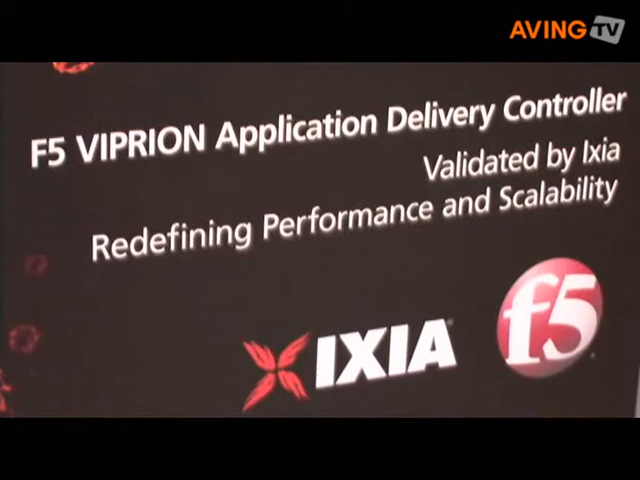 AVING TV
F5 VIPRION Application Delivery Controller
Validated by Ixia
Redefining Performance and Scalability
IXIA
f5